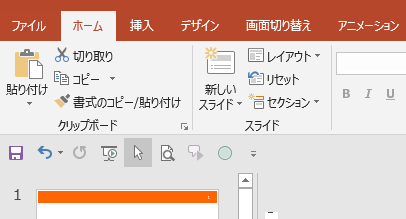 ファイル ホーム 挿入 デザイン 画面切り替え アニメーション
切り取り
コピー
書式のコピー/貼り付け
貼り付け
クリップボード
新しい
スライド
レイアウト
リセット
セクション
スライド
B I U
1